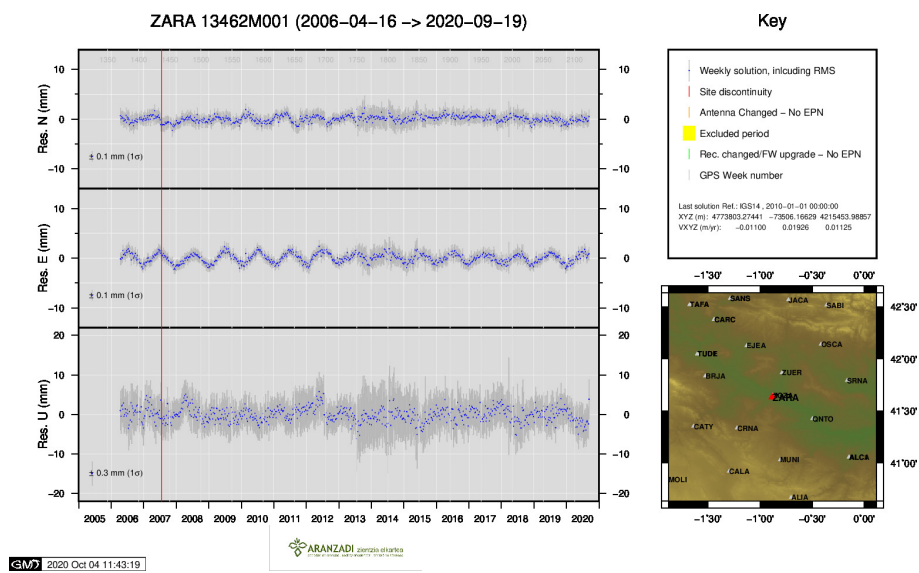 ZARA 13462M001 (2006−04−16 −> 2020−09−19)
1350 1400 1450 1500 1550 1600 1650 1700 1750 1800 1850 1900 1950 2000 2050 2100
Res. N (mm)
10 10
0 0
−10 −10
± 0.1 mm (1σ)
Res. E (mm)
10 10
0 0
−10 −10
± 0.1 mm (1σ)
Res. U (mm)
20 20
10 10
0 0
−10 −10
−20 −20
± 0.3 mm (1σ)
2005 2006 2007 2008 2009 2010 2011 2012 2013 2014 2015 2016 2017 2018 2019 2020
Key
Weekly solution, inlcuding RMS
Site discontinuity
Antenna Changed − No EPN
Excluded period
Rec. changed/FW upgrade − No EPN
GPS Week number
Last solution Ref.: IGS14 , 2010−01−01 00:00:00
XYZ (m): 4773803.27441 −73506.16629 4215453.98857
VXYZ (m/yr): −0.01100 0.01926 0.01125
−1˚30' −1˚00' −0˚30' 0˚00'
42˚30'
42˚00'
41˚30'
41˚00'
TAFA SANS JACA SABI
CARC
TUDE EJEA OSCA
BRJA ZUER SRNA
ZARA
CATY CRNA QNTO
CALA MUNI ALCA
MOLI ALIA
−1˚30' −1˚00' −0˚30' 0˚00'
ARANZADI zientzia elkartea
GMT 2020 Oct 04 11:43:19